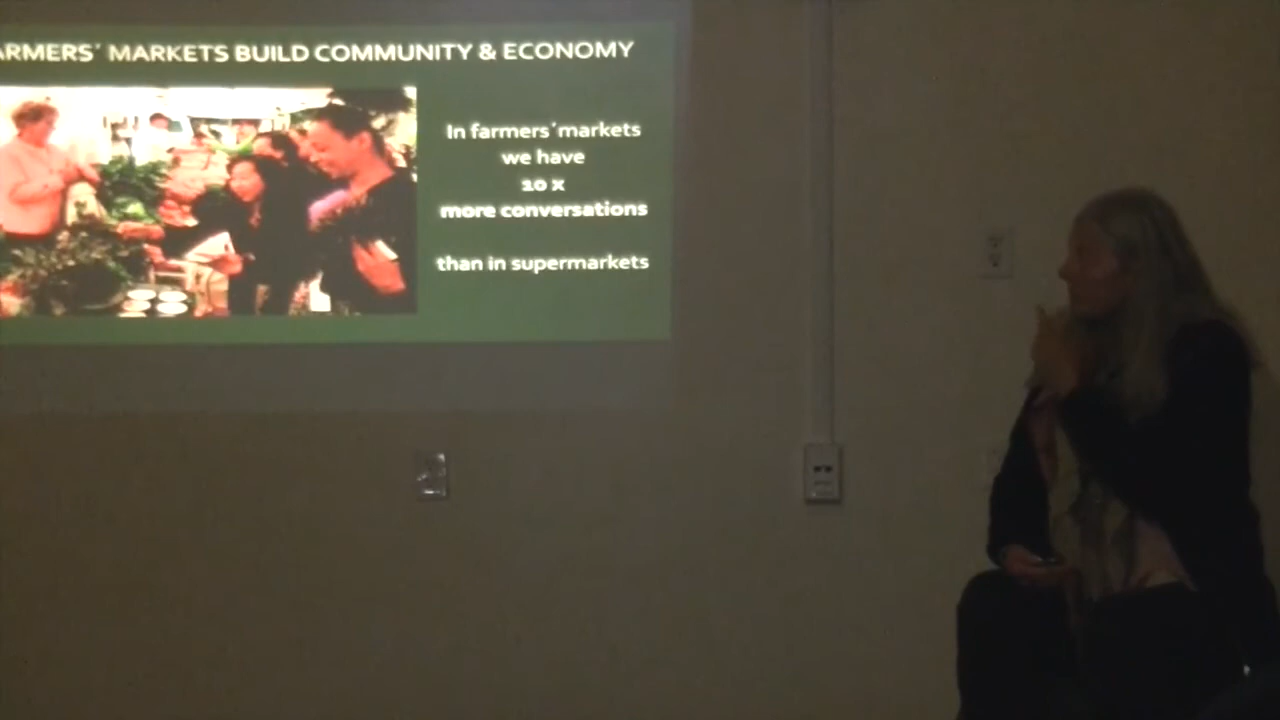 ARMERS´ MARKETS BUILD COMMUNITY & ECONOMY
In farmers´markets
we have
10 x
more conversations
than in supermarkets